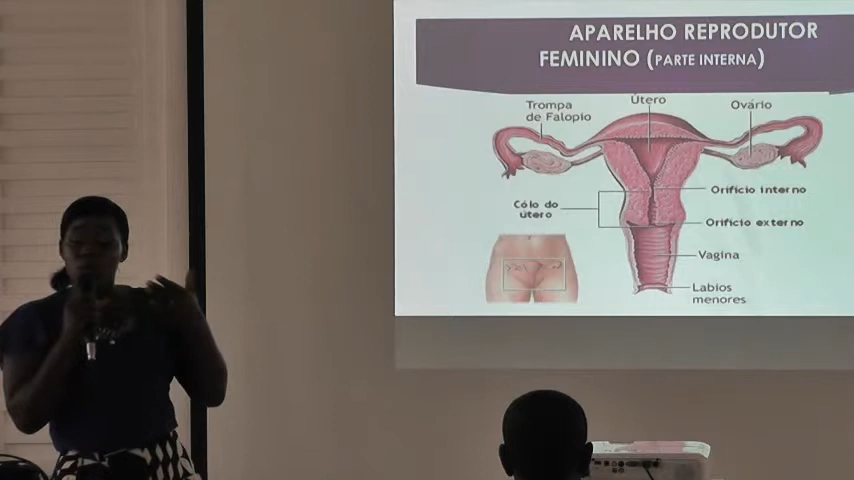 APARELHO REPRODUTOR
FEMININO (PARTE INTERNA)
Trompa
de Falopio
Útero
Ovário
Orifício interno
Cólo do
útero
Orifício externo
Vagina
Labios
menores